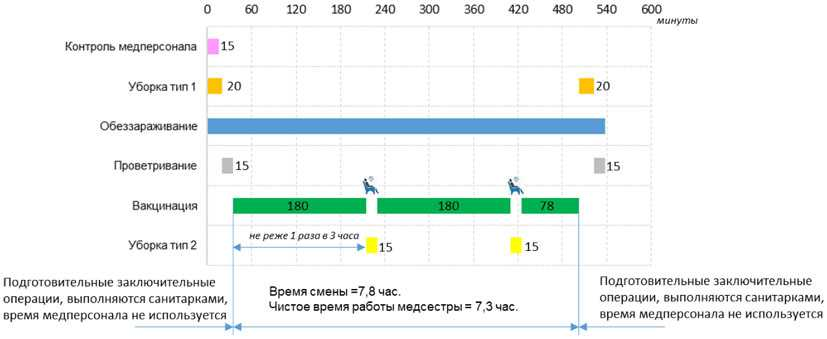 0 60 120 180 240 300 360 420 480 540 600
минуты
Контроль медперсонала 15
Уборка тип 1 20 20
Обеззараживание
Проветривание 15 15
Вакцинация 180 180 78
не реже 1 раза в 3 часа
Уборка тип 2 15 15
Подготовительные заключительные
операции, выполняются санитарками,
время медперсонала не используется
Время смены =7,8 час.
Чистое время работы медсестры = 7,3 час.
Подготовительные заключительные
операции, выполняются санитарками,
время медперсонала не используется